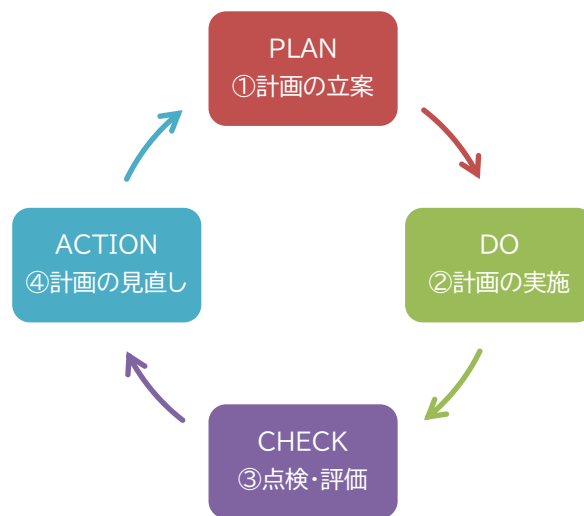 PLAN
①計画の立案
DO
②計画の実施
CHECK
③点検・評価
ACTION
④計画の見直し